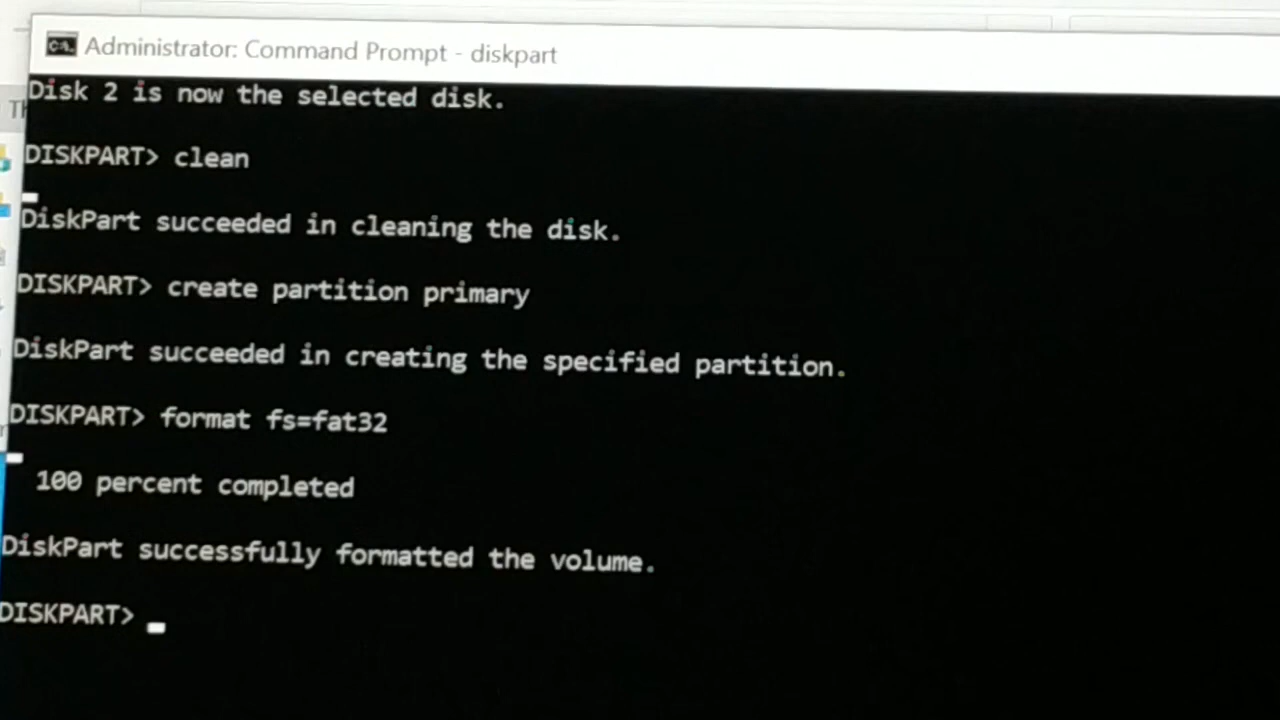 Administrator: Command Prompt - diskpart
Disk 2 is now the selected disk.
DISKPART> clean
DiskPart succeeded in cleaning the disk.
DISKPART> create partition primary
DiskPart succeeded in creating the specified partition.
DISKPART> format fs=fat32
100 percent completed
DiskPart successfully formatted the volume.
DISKPART>